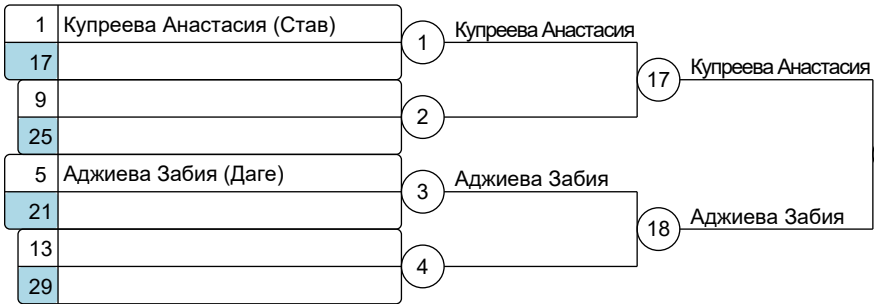 1 Купреева Анастасия (Став)
17
1 Купреева Анастасия
17 Купреева Анастасия
9
25
2
5 Аджиева Забия (Даге)
21
3 Аджиева Забия
18 Аджиева Забия
13
29
4